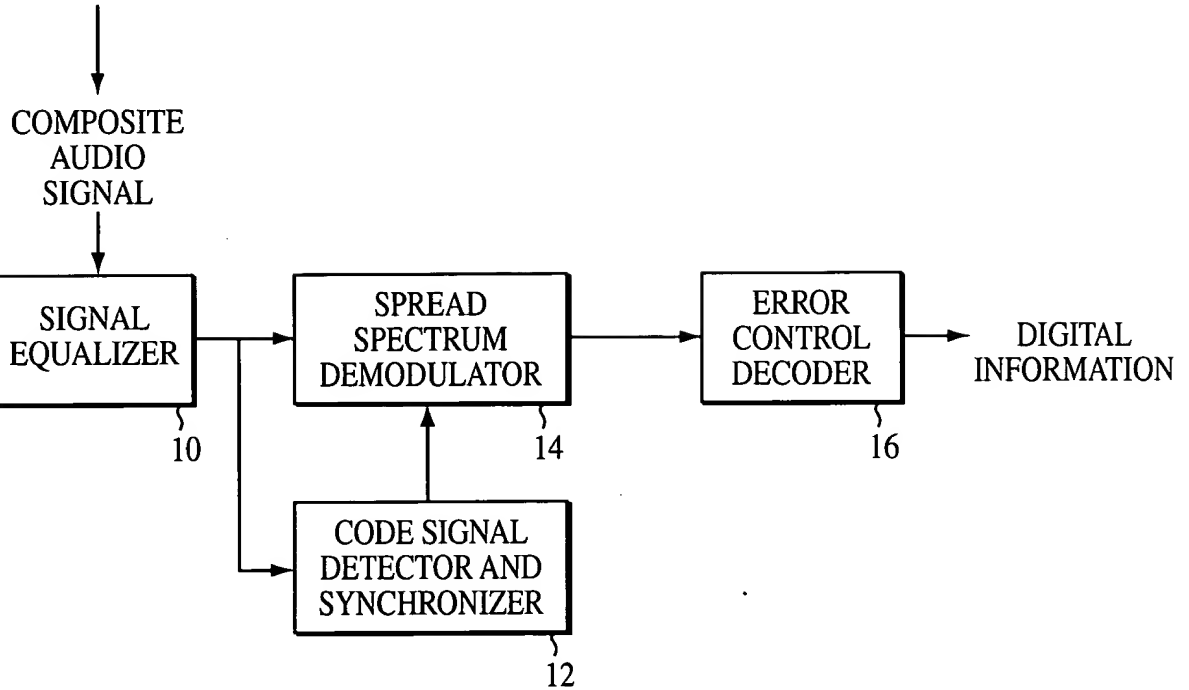 COMPOSITE
AUDIO
SIGNAL
SIGNAL
EQUALIZER
10
SPREAD
SPECTRUM
DEMODULATOR
14
ERROR
CONTROL
DECODER
16
DIGITAL
INFORMATION
CODE SIGNAL
DETECTOR AND
SYNCHRONIZER
12